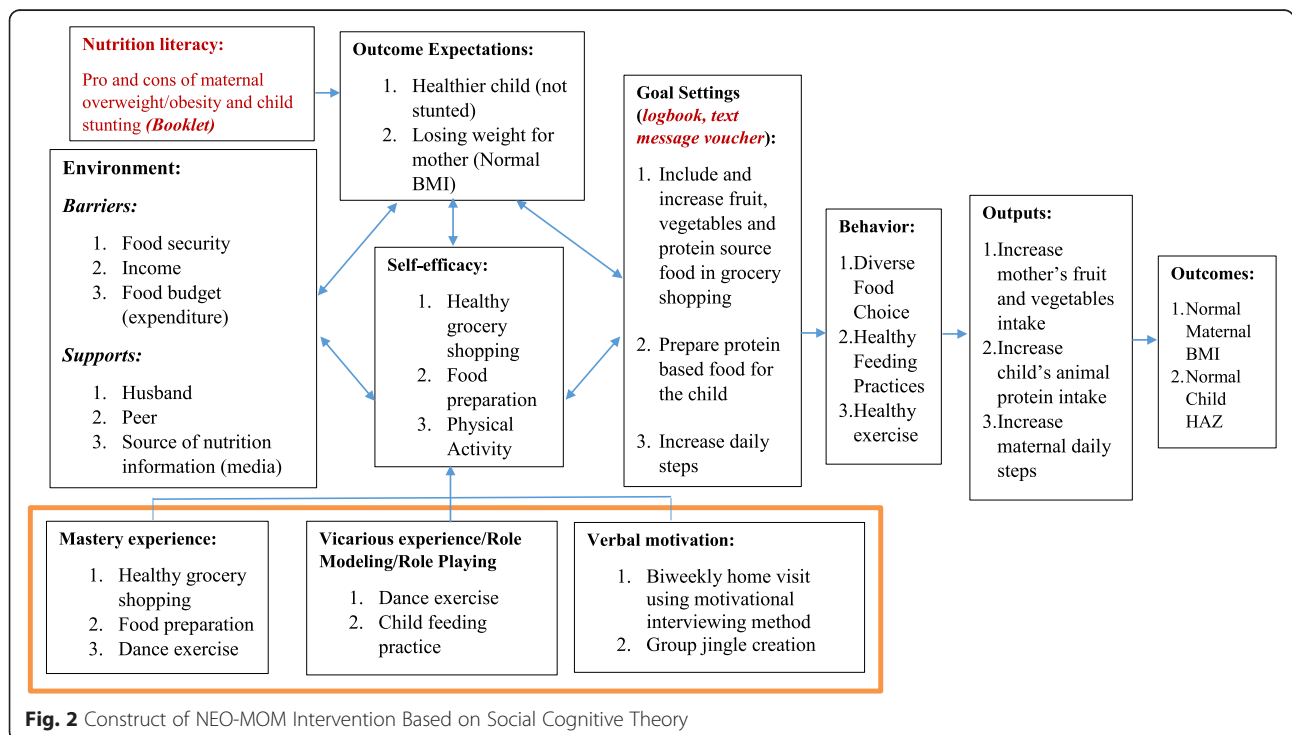 Nutrition literacy:
Pro and cons of maternal
overweight/obesity and child
stunting (Booklet)
Outcome Expectations:
1. Healthier child (not
stunted)
2. Losing weight for
mother (Normal
BMI)
Environment:
Barriers:
1. Food security
2. Income
3. Food budget
(expenditure)
Supports:
1. Husband
2. Peer
3. Source of nutrition
information (media)
Self-efficacy:
1. Healthy
grocery
shopping
2. Food
preparation
3. Physical
Activity
Goal Settings
(logbook, text
message voucher):
1. Include and
increase fruit,
vegetables and
protein source
food in grocery
shopping
2. Prepare protein
based food for
the child
3. Increase daily
steps
Behavior:
1.Diverse
Food
Choice
2.Healthy
Feeding
Practices
3.Healthy
exercise
Outputs:
1.Increase
mother's fruit
and vegetables
intake
2.Increase
child's animal
protein intake
3.Increase
maternal daily
steps
Outcomes:
1.Normal
Maternal
BMI
2.Normal
Child
HAZ
Mastery experience:
1. Healthy grocery
shopping
2. Food preparation
3. Dance exercise
Vicarious experience/Role
Modeling/Role Playing
1. Dance exercise
2. Child feeding
practice
Verbal motivation:
1. Biweekly home visit
using motivational
interviewing method
2. Group jingle creation
Fig. 2 Construct of NEO-MOM Intervention Based on Social Cognitive Theory